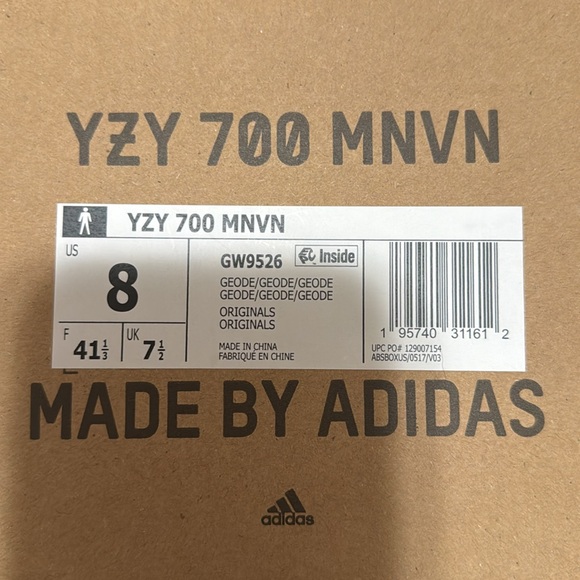 YZY 700 MNVN
YZY 700 MNVN
US
8
F
41 1/3
UK
7 1/2
GW9526
Inside
GEODE/GEODE/GEODE
GEODE/GEODE/GEODE
ORIGINALS
ORIGINALS
MADE IN CHINA
FABRIQUÉ EN CHINE
1 95740 31161 2
UPC PO# 129007154
ABSBOXUS/0517/V03
MADE BY ADIDAS
adidas